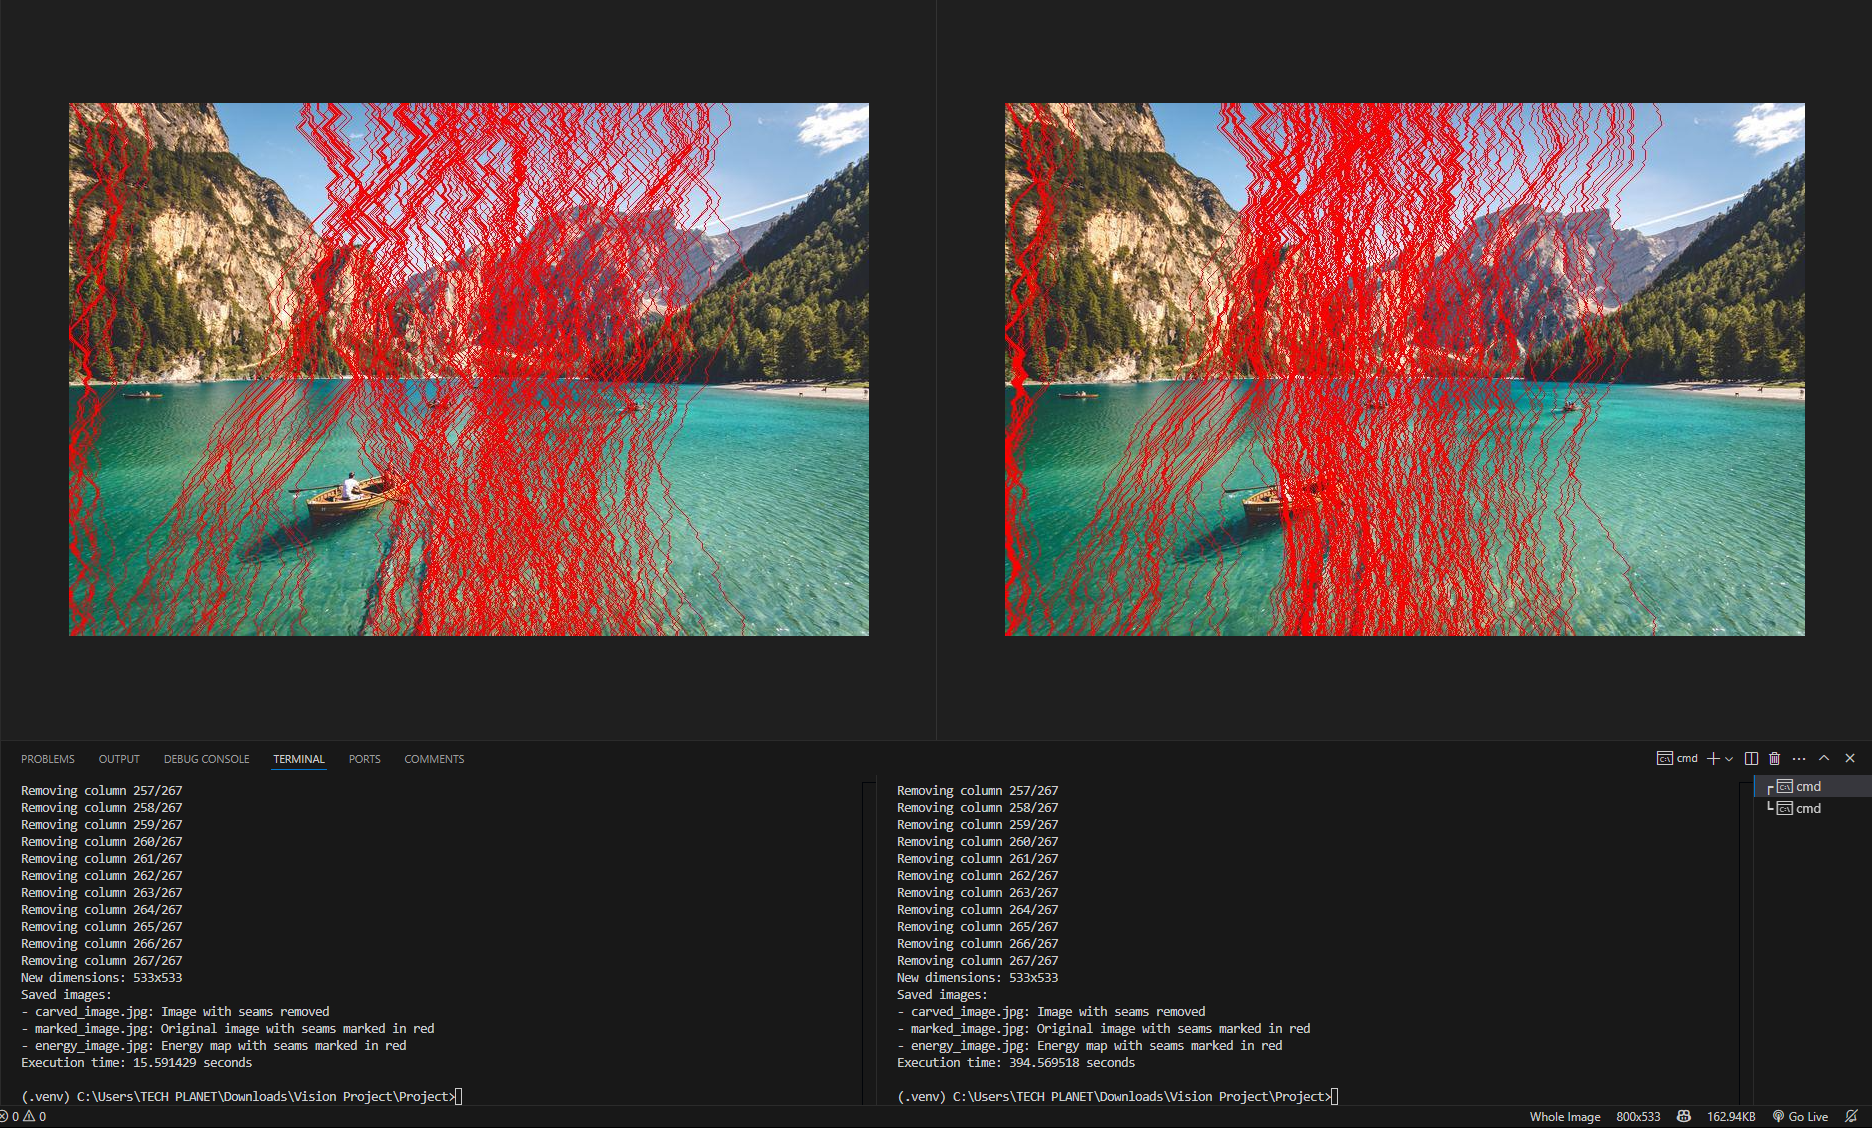 PROBLEMS OUTPUT DEBUG CONSOLE TERMINAL PORTS COMMENTS
cmd
Removing column 257/267
Removing column 258/267
Removing column 259/267
Removing column 260/267
Removing column 261/267
Removing column 262/267
Removing column 263/267
Removing column 264/267
Removing column 265/267
Removing column 266/267
Removing column 267/267
New dimensions: 533x533
Saved images:
- carved_image.jpg: Image with seams removed
- marked_image.jpg: Original image with seams marked in red
- energy_image.jpg: Energy map with seams marked in red
Execution time: 15.591429 seconds
(.venv) C:\Users\TECH PLANET\Downloads\Vision Project\Project>
Removing column 257/267
Removing column 258/267
Removing column 259/267
Removing column 260/267
Removing column 261/267
Removing column 262/267
Removing column 263/267
Removing column 264/267
Removing column 265/267
Removing column 266/267
Removing column 267/267
New dimensions: 533x533
Saved images:
- carved_image.jpg: Image with seams removed
- marked_image.jpg: Original image with seams marked in red
- energy_image.jpg: Energy map with seams marked in red
Execution time: 394.569518 seconds
(.venv) C:\Users\TECH PLANET\Downloads\Vision Project\Project>
cmd
cmd
0 0
Whole Image 800x533 162.94KB Go Live